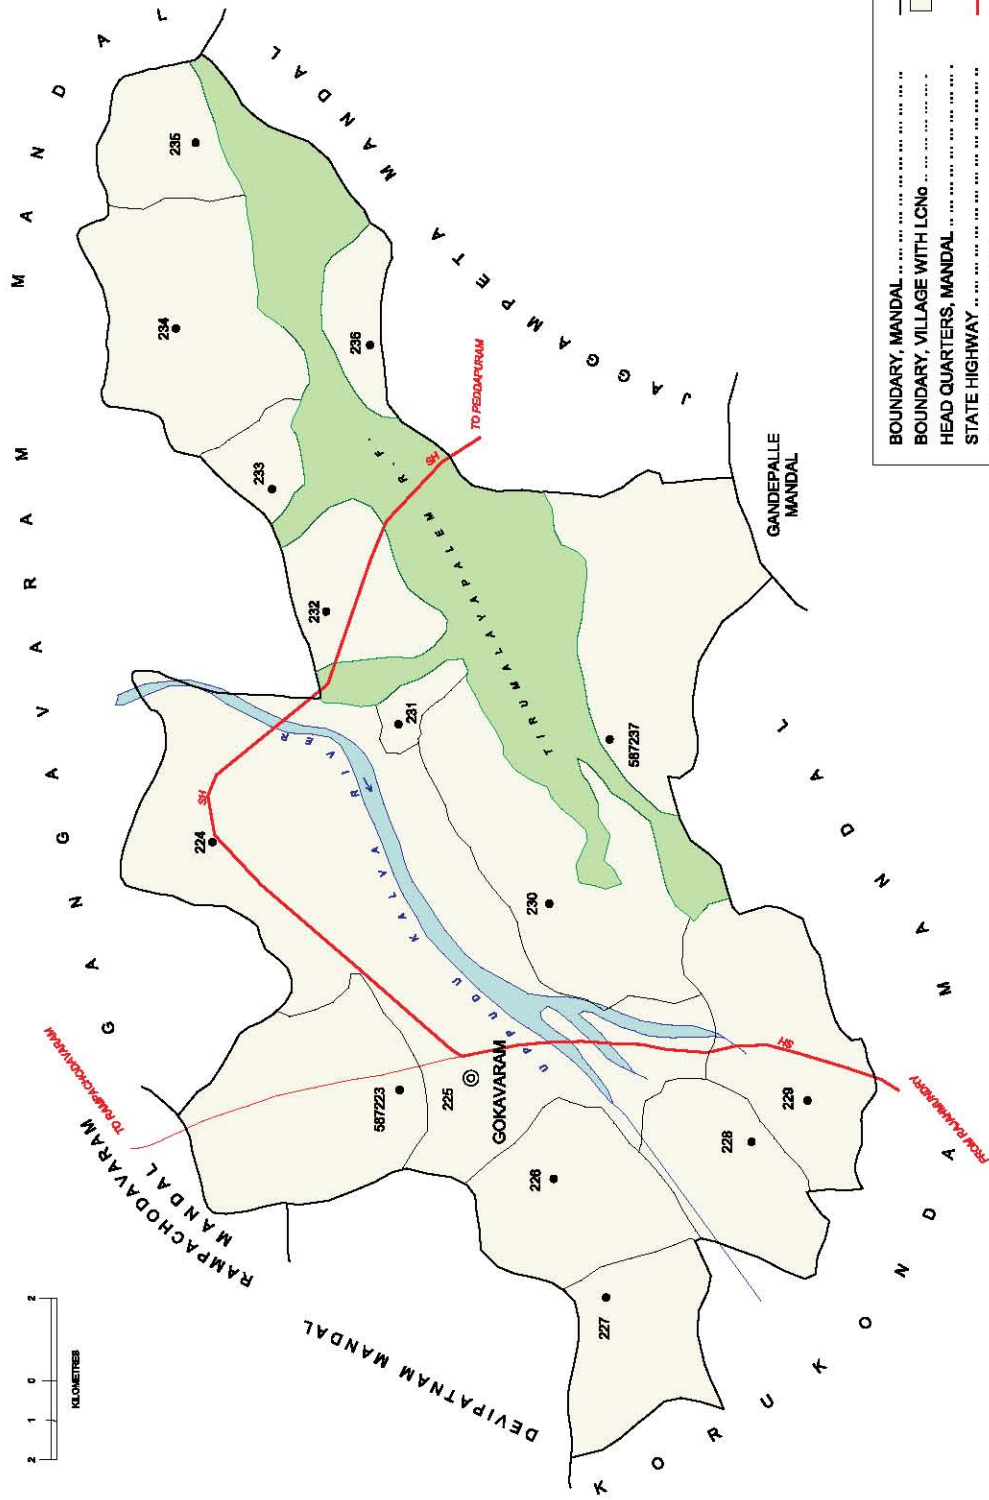 GANGAVARAM MANDAL
JAGGAMPETA MANDAL
GANDEPALLE
MANDAL
KORUKONDA MANDAL
DEVIPATNAM MANDAL
RAMPACHODAVARAM
MANDAL
TO RAMPACHODAVARAM
TO PEDDAPURAM
FROM RAJAHMUNDRY
SH
SH
SH
UPPUDU KALVA RIVER
TIRUMALAYAPALEM R.F.
GOKAVARAM
587223
224
225
226
227
228
229
230
231
232
233
234
235
236
587237
2 1 0 2
KILOMETRES
BOUNDARY, MANDAL
BOUNDARY, VILLAGE WITH LCNo
HEAD QUARTERS, MANDAL
STATE HIGHWAY